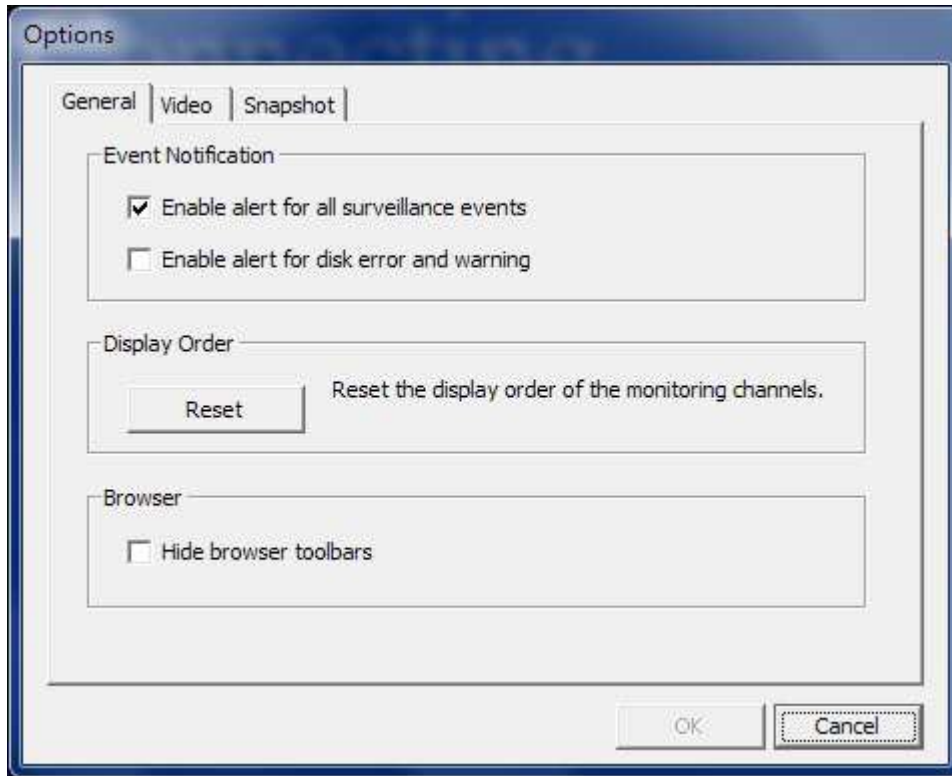 Options
General
Video
Snapshot
Event Notification
Enable alert for all surveillance events
Enable alert for disk error and warning
Display Order
Reset
Reset the display order of the monitoring channels.
Browser
Hide browser toolbars
OK
Cancel